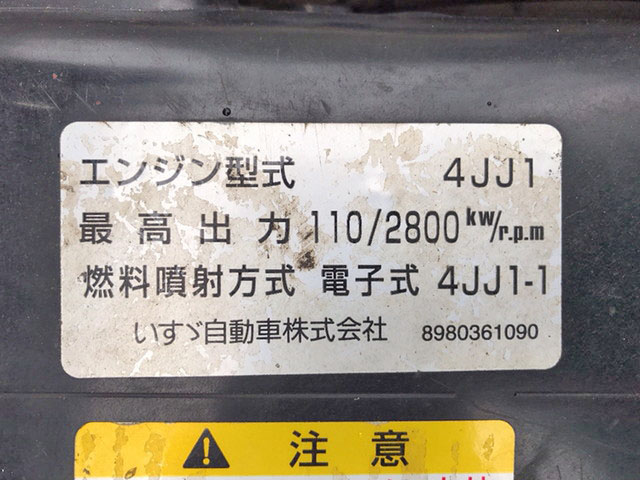 エンジン型式 4JJ1
最高出力 110/2800 kW/r.p.m
燃料噴射方式 電子式 4JJ1-1
いすゞ自動車株式会社 8980361090
注意